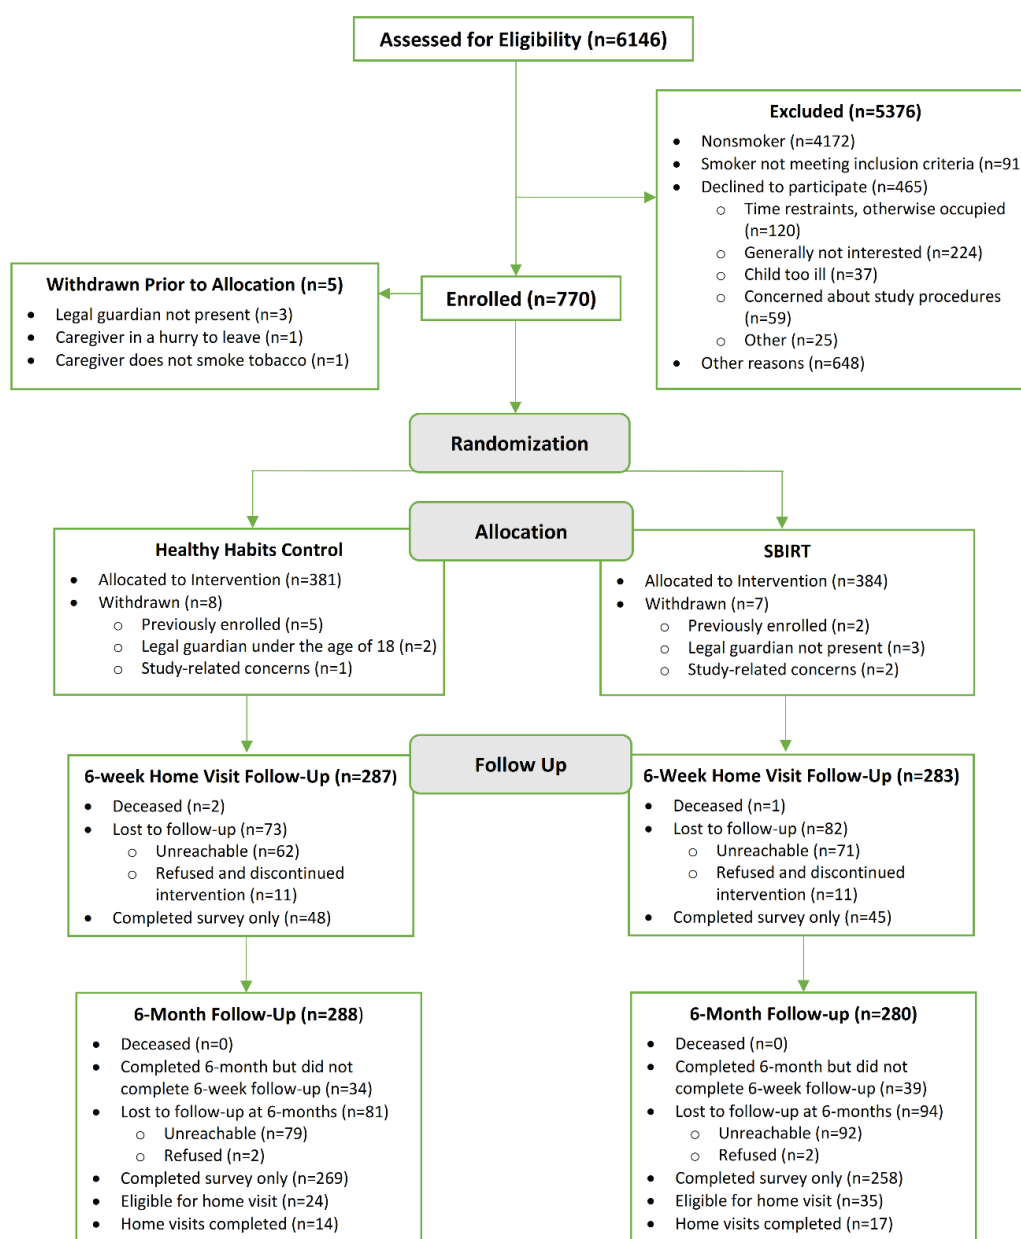 Assessed for Eligibility (n=6146)
Excluded (n=5376)
• Nonsmoker (n=4172)
• Smoker not meeting inclusion criteria (n=91
• Declined to participate (n=465)
o Time restraints, otherwise occupied
(n=120)
o Generally not interested (n=224)
o Child too ill (n=37)
o Concerned about study procedures
(n=59)
o Other (n=25)
• Other reasons (n=648)
Withdrawn Prior to Allocation (n=5)
• Legal guardian not present (n=3)
• Caregiver in a hurry to leave (n=1)
• Caregiver does not smoke tobacco (n=1)
Enrolled (n=770)
Randomization
Allocation
Healthy Habits Control
• Allocated to Intervention (n=381)
• Withdrawn (n=8)
o Previously enrolled (n=5)
o Legal guardian under the age of 18 (n=2)
o Study-related concerns (n=1)
SBIRT
• Allocated to Intervention (n=384)
• Withdrawn (n=7)
o Previously enrolled (n=2)
o Legal guardian not present (n=3)
o Study-related concerns (n=2)
Follow Up
6-week Home Visit Follow-Up (n=287)
• Deceased (n=2)
• Lost to follow-up (n=73)
o Unreachable (n=62)
o Refused and discontinued
intervention (n=11)
• Completed survey only (n=48)
6-Week Home Visit Follow-Up (n=283)
• Deceased (n=1)
• Lost to follow-up (n=82)
o Unreachable (n=71)
o Refused and discontinued
intervention (n=11)
• Completed survey only (n=45)
6-Month Follow-Up (n=288)
• Deceased (n=0)
• Completed 6-month but did not
complete 6-week follow-up (n=34)
• Lost to follow-up at 6-months (n=81)
o Unreachable (n=79)
o Refused (n=2)
• Completed survey only (n=269)
• Eligible for home visit (n=24)
• Home visits completed (n=14)
6-Month Follow-up (n=280)
• Deceased (n=0)
• Completed 6-month but did not
complete 6-week follow-up (n=39)
• Lost to follow-up at 6-months (n=94)
o Unreachable (n=92)
o Refused (n=2)
• Completed survey only (n=258)
• Eligible for home visit (n=35)
• Home visits completed (n=17)